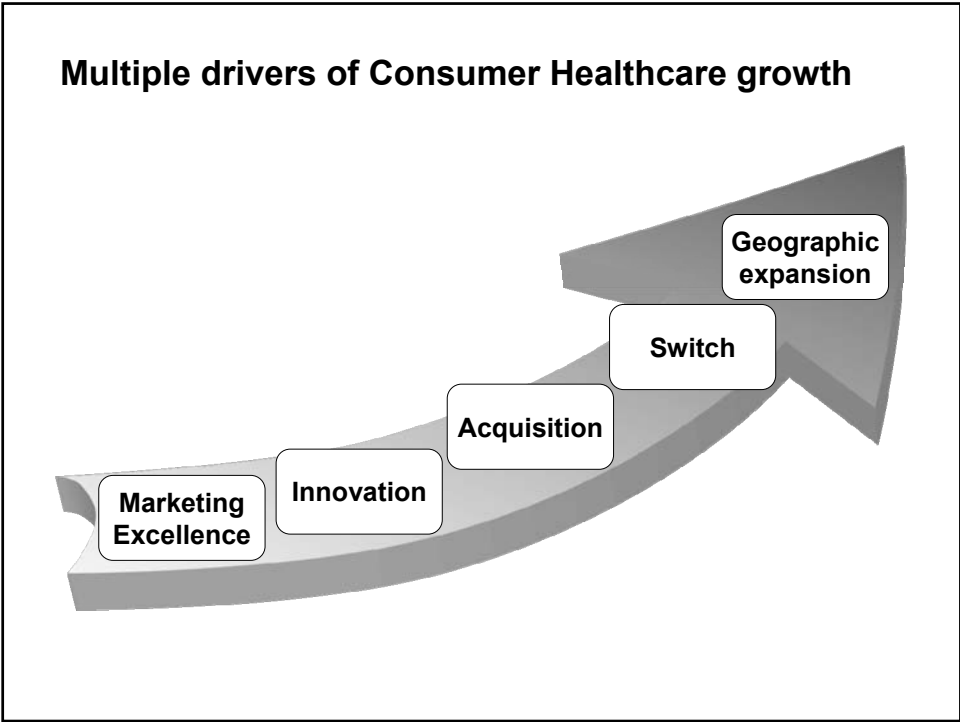 Multiple drivers of Consumer Healthcare growth
Geographic
expansion
Switch
Acquisition
Innovation
Marketing
Excellence